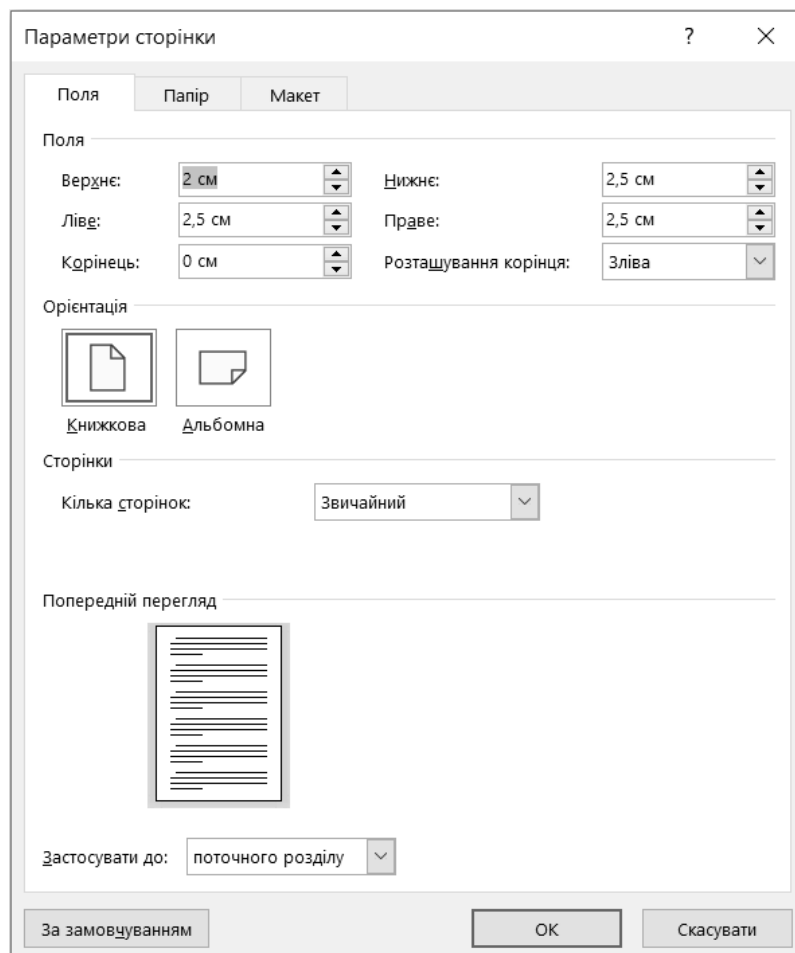 Параметри сторінки ?
Поля Папір Макет
Поля
Верхнє: 2 см Нижнє: 2,5 см
Ліве: 2,5 см Праве: 2,5 см
Корінець: 0 см Розташування корінця: Зліва
Орієнтація
Книжкова Альбомна
Сторінки
Кілька сторінок: Звичайний
Попередній перегляд
Застосувати до: поточного розділу
За замовчуванням ОК Скасувати